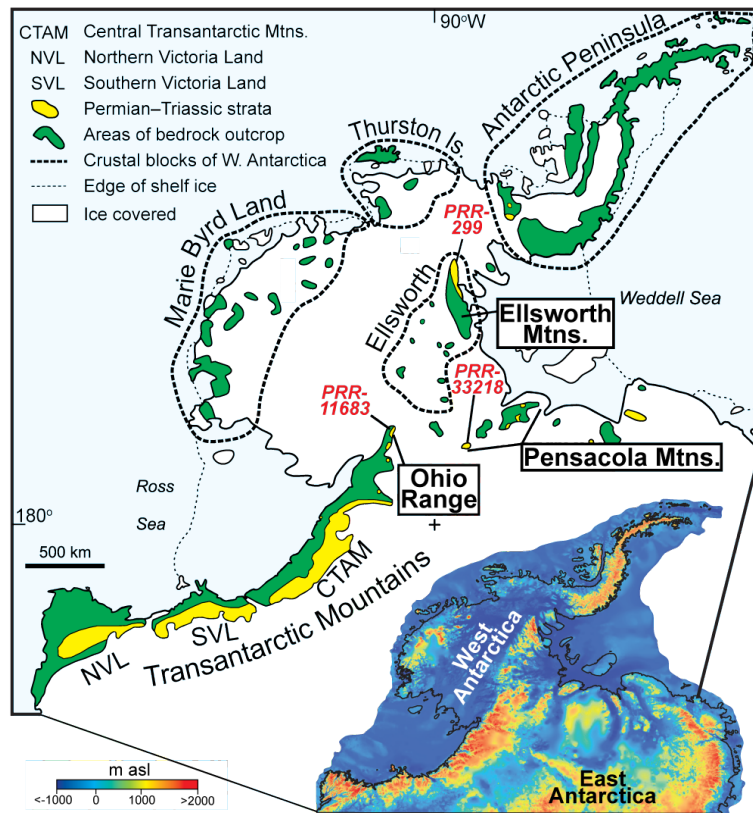 CTAM Central Transantarctic Mtns.
NVL Northern Victoria Land
SVL Southern Victoria Land
Permian–Triassic strata
Areas of bedrock outcrop
Crustal blocks of W. Antarctica
Edge of shelf ice
Ice covered
90°W
Antarctic Peninsula
Thurston Is
PRR-
299
Marie Byrd Land
Weddell Sea
Ellsworth
Ellsworth
Mtns.
PRR-
33218
PRR-
11683
Pensacola Mtns.
Ohio
Range
Ross
Sea
180°
500 km
CTAM
SVL
NVL
Transantarctic Mountains
West
Antarctica
m asl
<-1000 0 1000 >2000
East
Antarctica